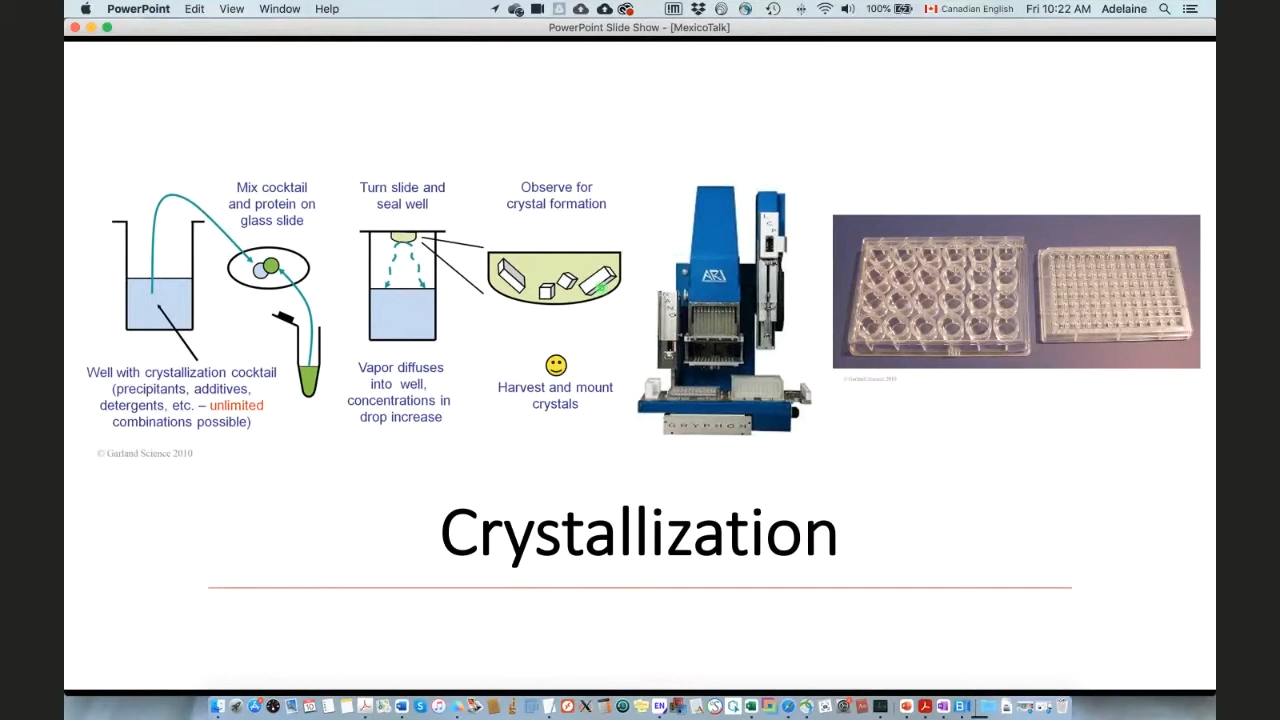 PowerPoint Edit View Window Help
100% Canadian English Fri 10:22 AM Adelaine
PowerPoint Slide Show - [MexicoTalk]
Mix cocktail
and protein on
glass slide
Turn slide and
seal well
Observe for
crystal formation
Well with crystallization cocktail
(precipitants, additives,
detergents, etc. – unlimited
combinations possible)
Vapor diffuses
into well,
concentrations in
drop increase
Harvest and mount
crystals
© Garland Science 2010
ARI
GRYPHON
© Garland Science 2010
Crystallization